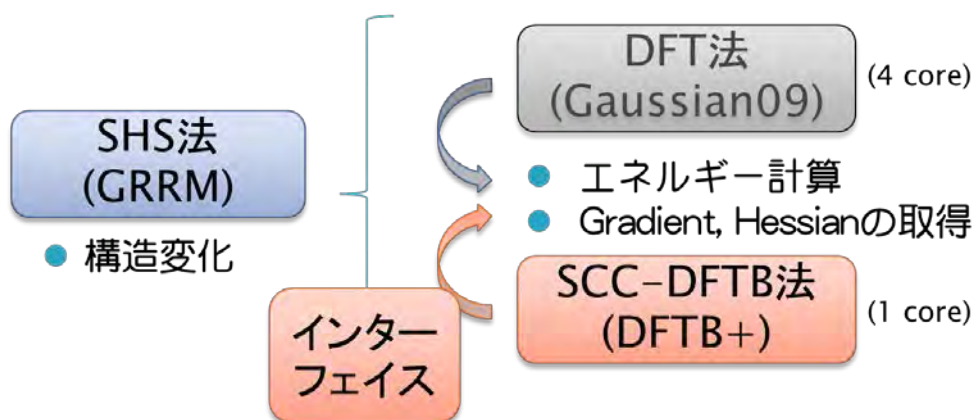 SHS法
(GRRM)
構造変化
インター
フェイス
DFT法
(Gaussian09)
(4 core)
エネルギー計算
Gradient, Hessianの取得
SCC-DFTB法
(DFTB+)
(1 core)